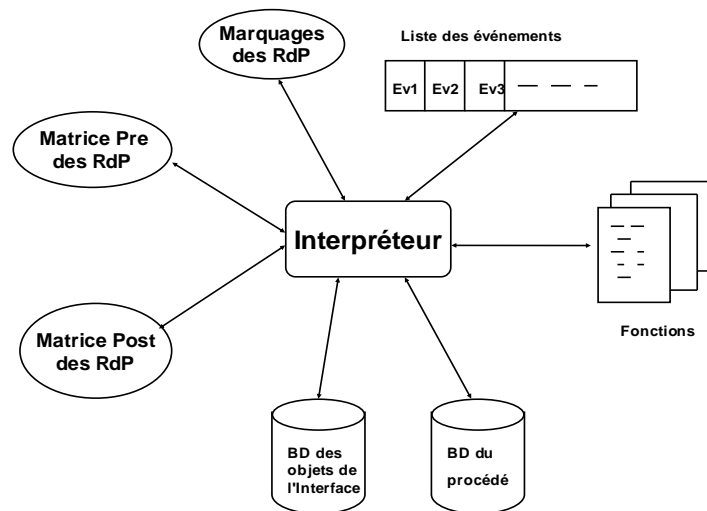 Marquages
des RdP
Liste des événements
Ev1 Ev2 Ev3
Matrice Pre
des RdP
Interpréteur
Matrice Post
des RdP
Fonctions
BD des
objets de
l'Interface
BD du
procédé